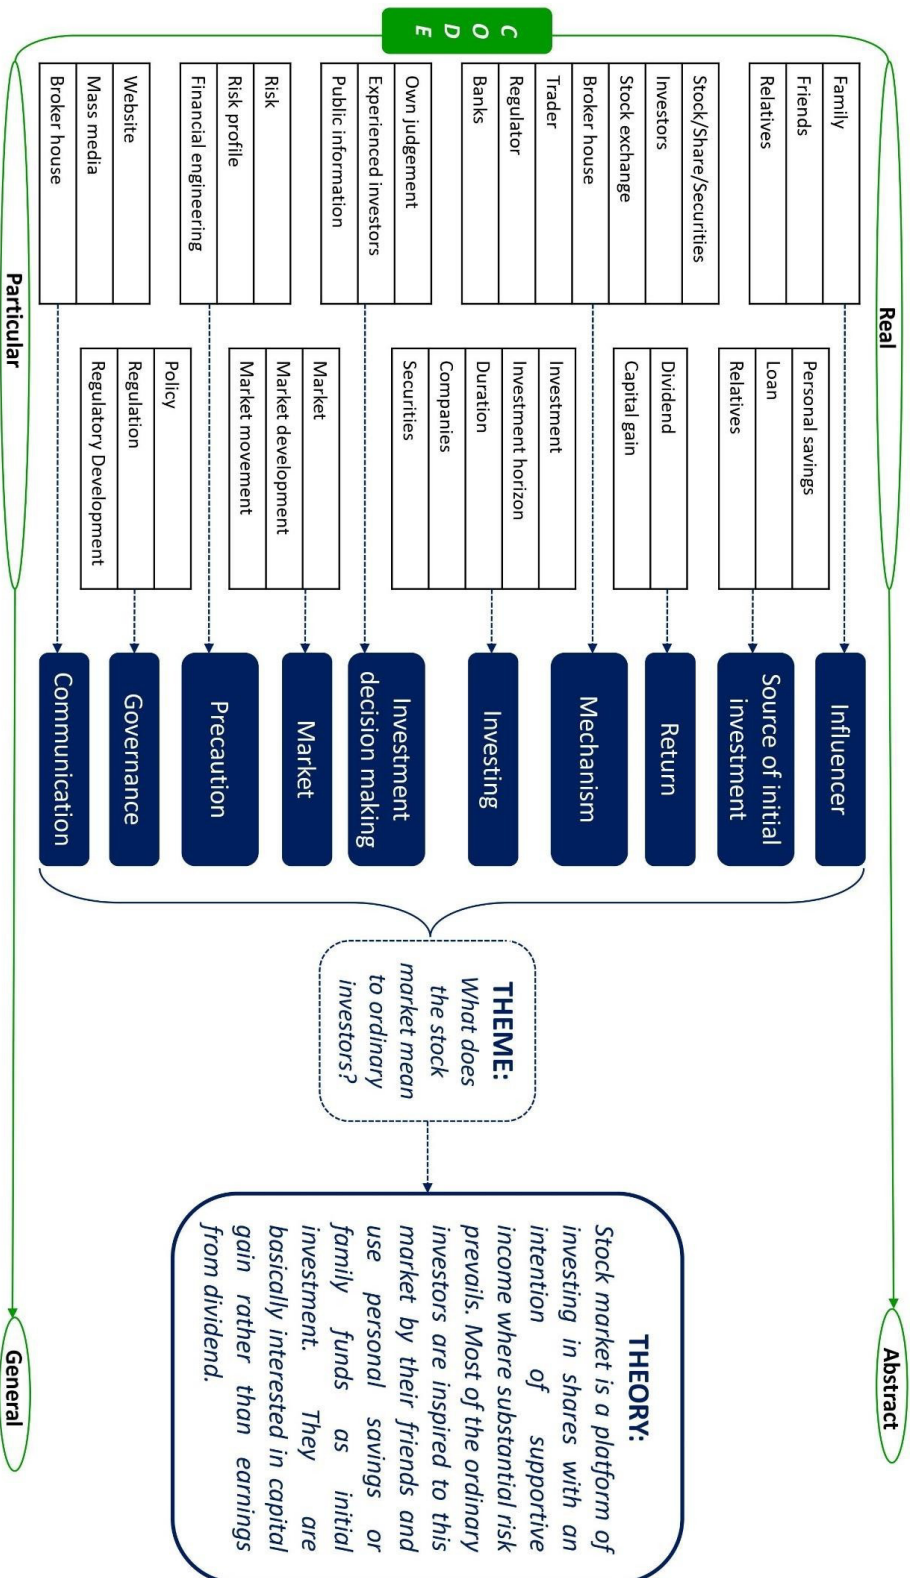 CODE
Real
Abstract
Family
Friends
Relatives
Personal savings
Loan
Relatives
Stock/Share/Securities
Investors
Stock exchange
Broker house
Trader
Regulator
Banks
Dividend
Capital gain
Investment
Investment horizon
Duration
Companies
Securities
Own judgement
Experienced investors
Public information
Market
Market development
Market movement
Risk
Risk profile
Financial engineering
Policy
Regulation
Regulatory Development
Website
Mass media
Broker house
Influencer
Source of initial
investment
Return
Mechanism
Investing
Investment
decision making
Market
Precaution
Governance
Communication
THEME:
What does
the stock
market mean
to ordinary
investors?
THEORY:
Stock market is a platform of
investing in shares with an
intention of supportive
income where substantial risk
prevails. Most of the ordinary
investors are inspired to this
market by their friends and
use personal savings or
family funds as initial
investment. They are
basically interested in capital
gain rather than earnings
from dividend.
Particular
General